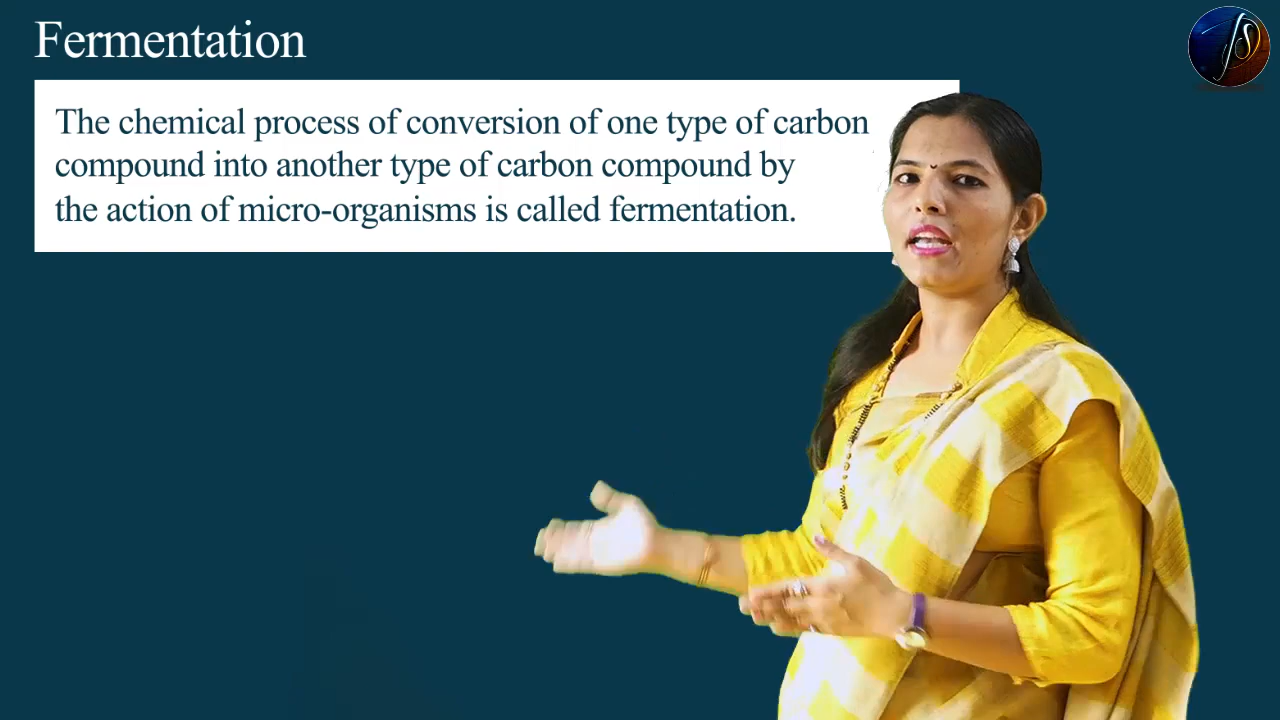 Fermentation
The chemical process of conversion of one type of carbon
compound into another type of carbon compound by
the action of micro-organisms is called fermentation.